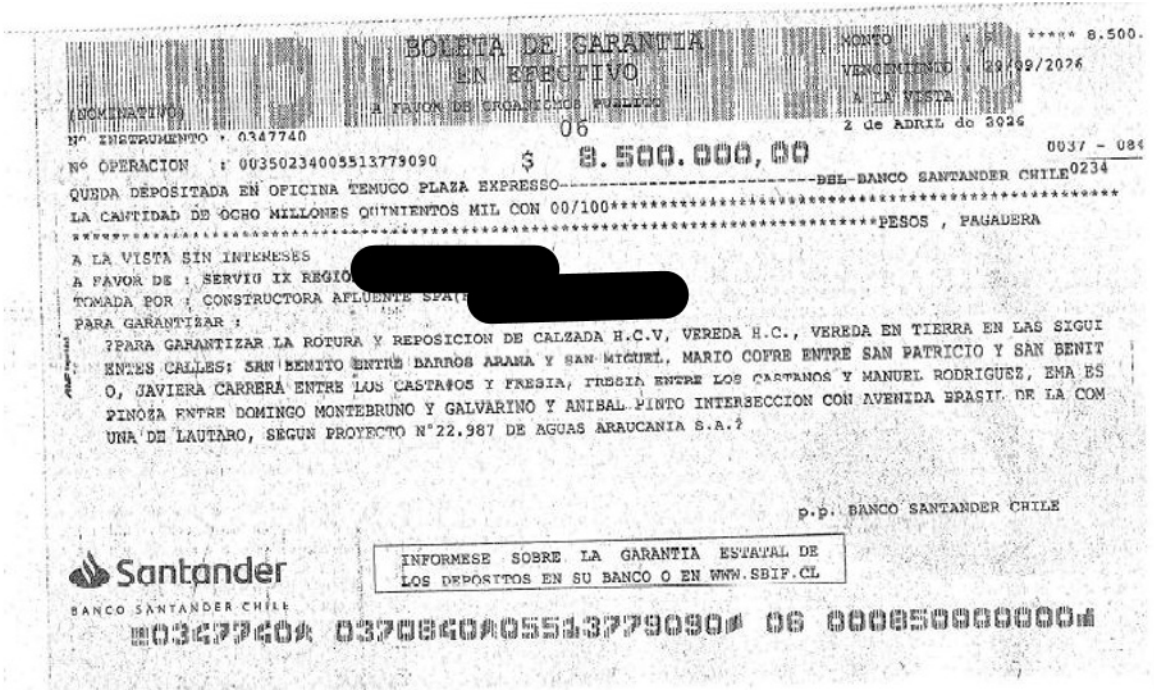 BOLETA DE GARANTIA
EN EFECTIVO
A FAVOR DE ORGANISMOS PUBLICO
(NOMINATIVO)
MONTO : $ ***** 8.500.
VENCIMIENTO : 29/09/2026
A LA VISTA
06
2 de ABRIL de 2026
Nº INSTRUMENTO : 0347740
Nº OPERACION : 00350234005513779090
$ 8.500.000,00
0037 - 084
0234
QUEDA DEPOSITADA EN OFICINA TEMUCO PLAZA EXPRESSO----------------------------DEL BANCO SANTANDER CHILE
LA CANTIDAD DE OCHO MILLONES QUINIENTOS MIL CON 00/100**************************************************
********************************************************************************PESOS , PAGADERA
A LA VISTA SIN INTERESES
A FAVOR DE : SERVIU IX REGIO
TOMADA POR : CONSTRUCTORA AFLUENTE SPA(
PARA GARANTIZAR :
?PARA GARANTIZAR LA ROTURA Y REPOSICION DE CALZADA H.C.V, VEREDA H.C., VEREDA EN TIERRA EN LAS SIGUI
ENTES CALLES: SAN BENITO ENTRE BARROS ARANA Y SAN MIGUEL, MARIO COFRE ENTRE SAN PATRICIO Y SAN BENIT
O, JAVIERA CARRERA ENTRE LOS CASTAÑOS Y FRESIA, FRESIA ENTRE LOS CASTANOS Y MANUEL RODRIGUEZ, EMA ES
PINOZA ENTRE DOMINGO MONTEBRUNO Y GALVARINO Y ANIBAL PINTO INTERSECCION CON AVENIDA BRASIL DE LA COM
UNA DE LAUTARO, SEGUN PROYECTO N°22.987 DE AGUAS ARAUCANIA S.A.?
p.p. BANCO SANTANDER CHILE
INFORMESE SOBRE LA GARANTIA ESTATAL DE
LOS DEPOSITOS EN SU BANCO O EN WWW.SBIF.CL
Santander
BANCO SANTANDER CHILE
0347740 0370840 05513779090 06 000850000000